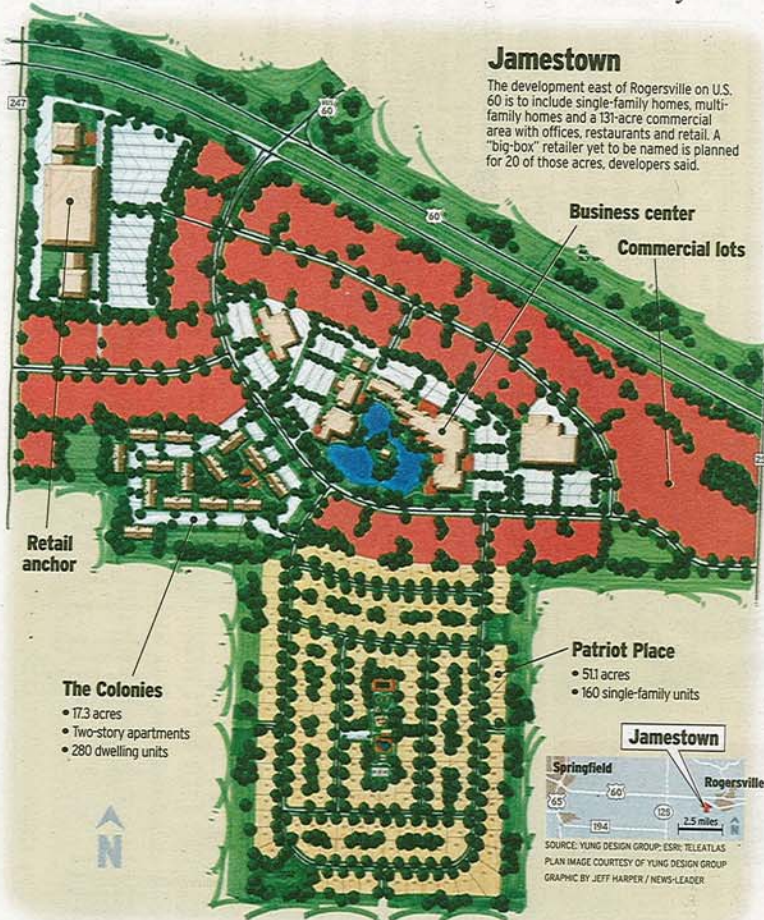 Jamestown
The development east of Rogersville on U.S.
60 is to include single-family homes, multi-
family homes and a 131-acre commercial
area with offices, restaurants and retail. A
"big-box" retailer yet to be named is planned
for 20 of those acres, developers said.
247
60
60
Business center
Commercial lots
Retail
anchor
The Colonies
• 17.3 acres
• Two-story apartments
• 280 dwelling units
Patriot Place
• 51.1 acres
• 160 single-family units
N
Jamestown
Springfield
Rogersville
65
60
125
194
2.5 miles
N
SOURCE: YUNG DESIGN GROUP; ESRI; TELEATLAS
PLAN IMAGE COURTESY OF YUNG DESIGN GROUP
GRAPHIC BY JEFF HARPER / NEWS-LEADER